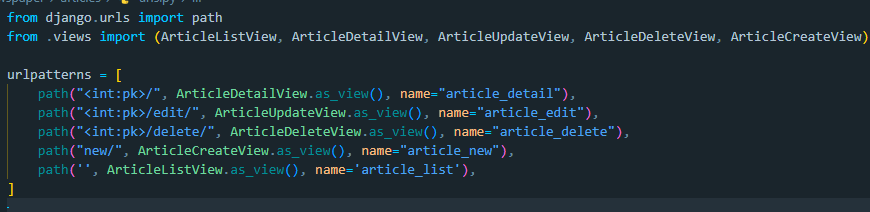 articles
from django.urls import path
from .views import (ArticleListView, ArticleDetailView, ArticleUpdateView, ArticleDeleteView, ArticleCreateView)
urlpatterns = [
    path("<int:pk>/", ArticleDetailView.as_view(), name="article_detail"),
    path("<int:pk>/edit/", ArticleUpdateView.as_view(), name="article_edit"),
    path("<int:pk>/delete/", ArticleDeleteView.as_view(), name="article_delete"),
    path("new/", ArticleCreateView.as_view(), name="article_new"),
    path('', ArticleListView.as_view(), name='article_list'),
]